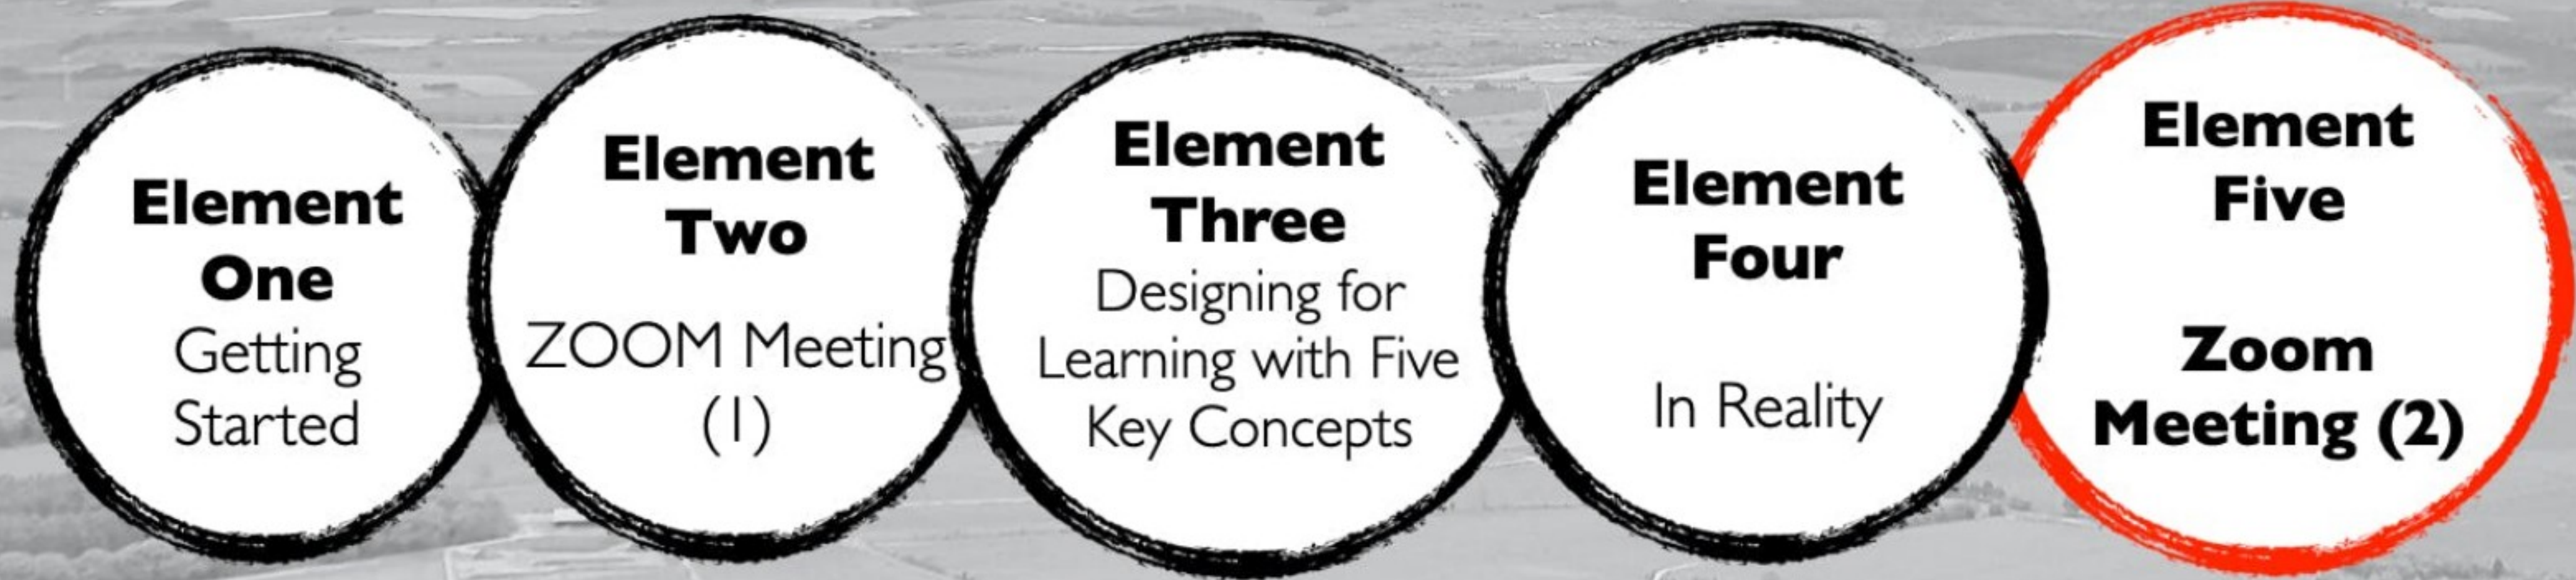 Element
One
Getting
Started
Element
Two
ZOOM Meeting
(1)
Element
Three
Designing for
Learning with Five
Key Concepts
Element
Four
In Reality
Element
Five
Zoom
Meeting (2)